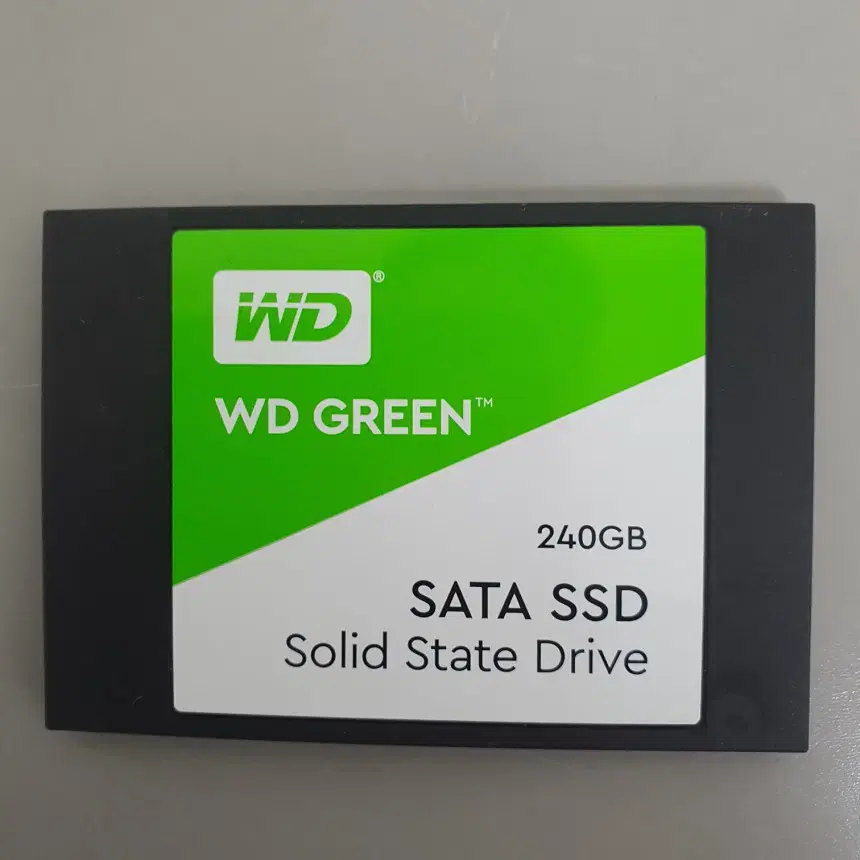 WD®
WD GREEN™
240GB
SATA SSD
Solid State Drive